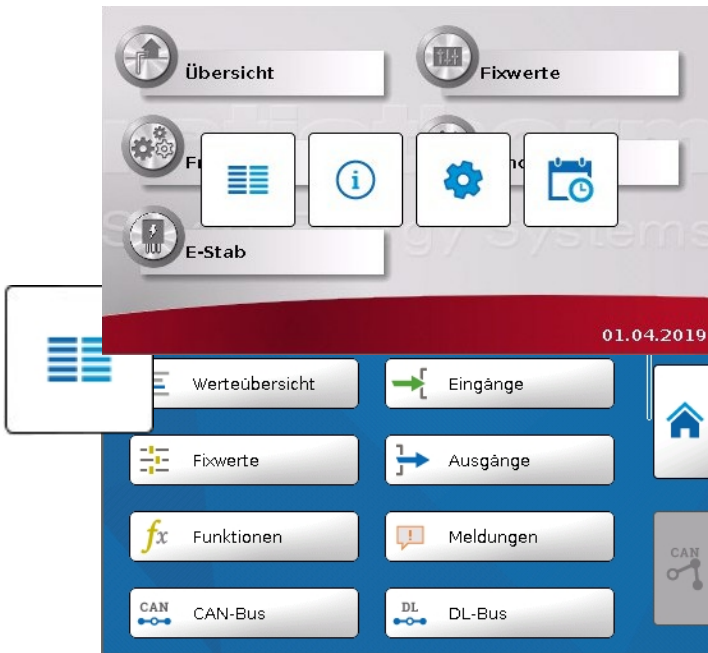 Übersicht
Fixwerte
E-Stab
01.04.2019
Werteübersicht
Eingänge
Fixwerte
Ausgänge
Funktionen
Meldungen
CAN
CAN
CAN-Bus
DL
DL-Bus